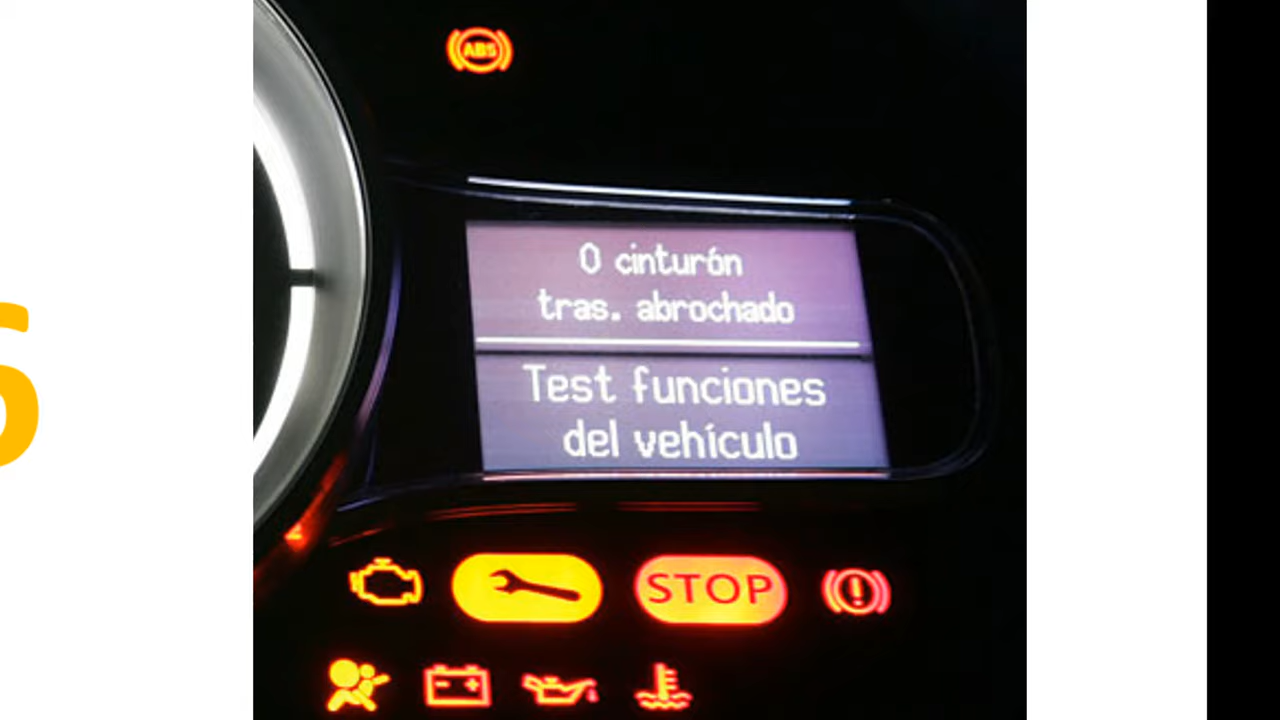 ABS
0 cinturón
tras. abrochado
Test funciones
del vehículo
STOP